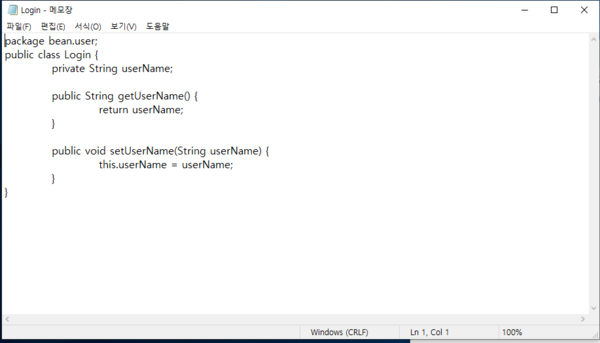 Login - 메모장
파일(F) 편집(E) 서식(O) 보기(V) 도움말
package bean.user;
public class Login {
private String userName;
public String getUserName() {
return userName;
}
public void setUserName(String userName) {
this.userName = userName;
}
}
Windows (CRLF) Ln 1, Col 1 100%